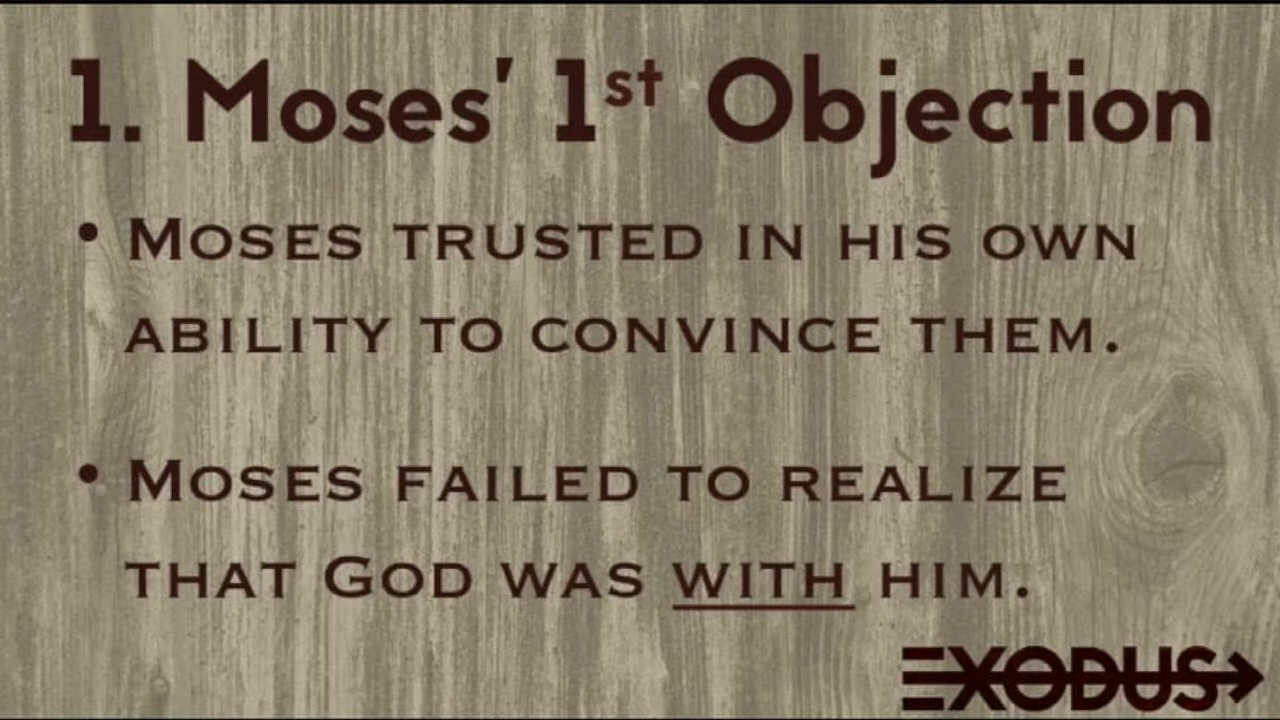 1. Moses' 1st Objection
• Moses trusted in his own
ability to convince them.
• Moses failed to realize
that God was with him.
EXODUS